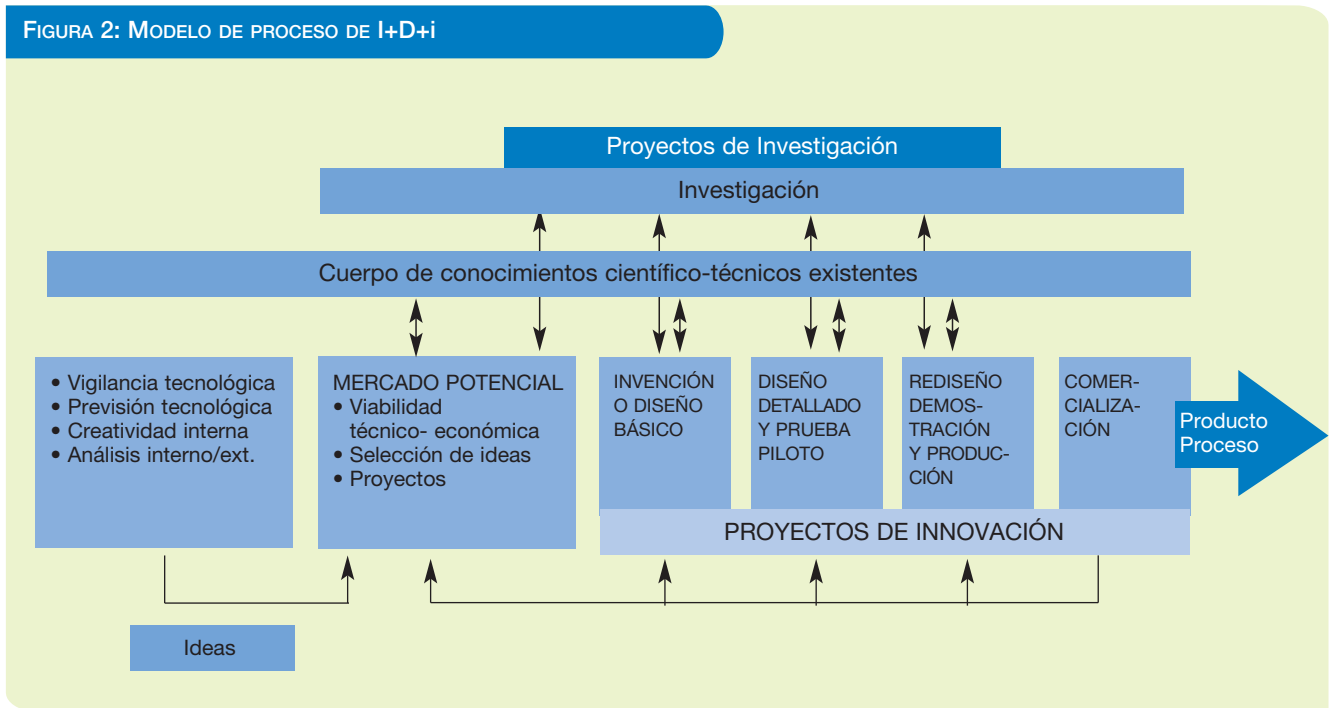 FIGURA 2: MODELO DE PROCESO DE I+D+i
Proyectos de Investigación
Investigación
Cuerpo de conocimientos científico-técnicos existentes
• Vigilancia tecnológica
• Previsión tecnológica
• Creatividad interna
• Análisis interno/ext.
MERCADO POTENCIAL
• Viabilidad
técnico- económica
• Selección de ideas
• Proyectos
INVENCIÓN
O DISEÑO
BÁSICO
DISEÑO
DETALLADO
Y PRUEBA
PILOTO
REDISEÑO
DEMOS-
TRACIÓN
Y PRODUC-
CIÓN
COMER-
CIALIZA-
CIÓN
Producto
Proceso
PROYECTOS DE INNOVACIÓN
Ideas